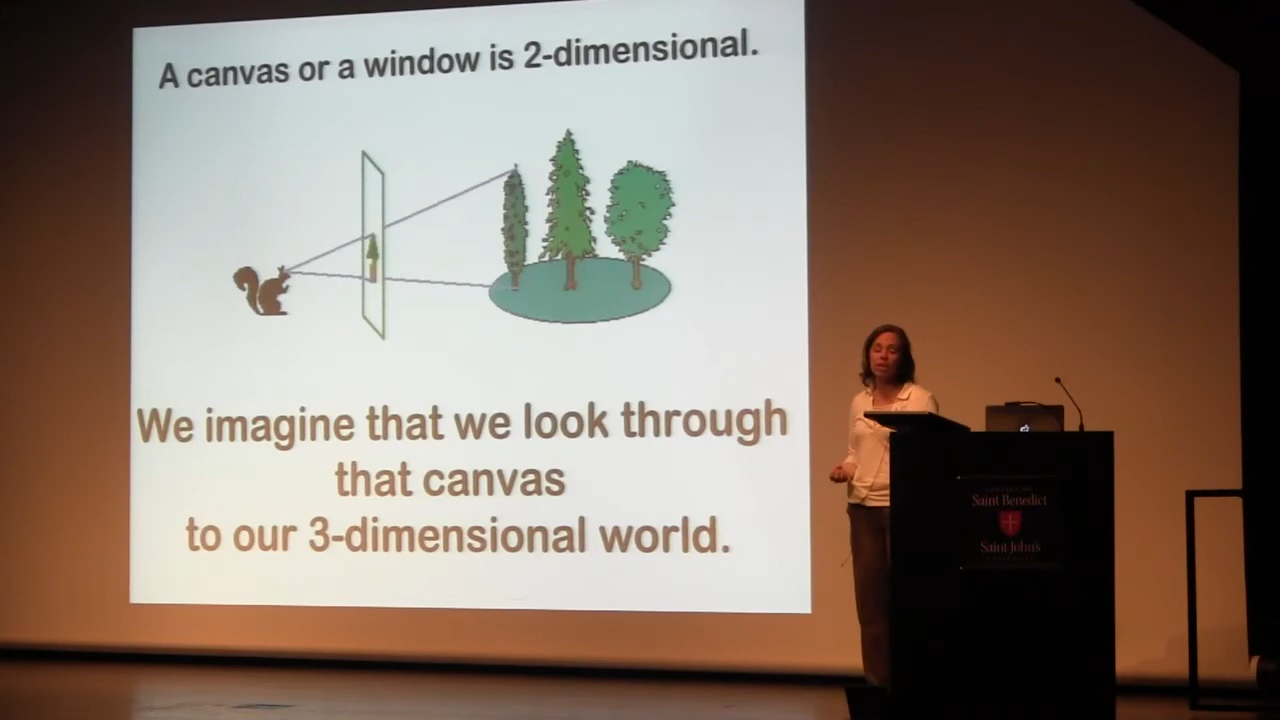 A canvas or a window is 2-dimensional.
We imagine that we look through
that canvas
to our 3-dimensional world.
Saint Benedict
Saint John's